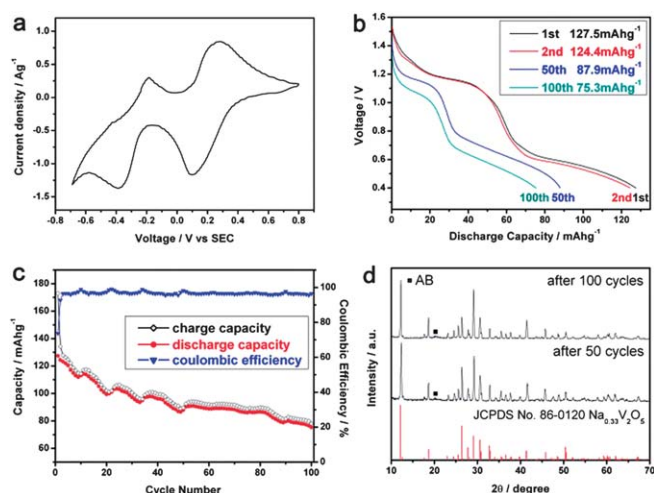 a
Current density / Ag-1
1.0
0.5
0.0
-0.5
-1.0
-1.5
-0.8 -0.6 -0.4 -0.2 0.0 0.2 0.4 0.6 0.8
Voltage / V vs SEC
b
Voltage / V
1.6
1.4
1.2
1.0
0.8
0.6
0.4
0.2
1st 127.5mAhg-1
2nd 124.4mAhg-1
50th 87.9mAhg-1
100th 75.3mAhg-1
100th 50th 2nd 1st
0 20 40 60 80 100 120
Discharge Capacity / mAhg-1
c
Capacity / mAhg-1
180
160
140
120
100
80
60
charge capacity
discharge capacity
coulombic efficiency
100
80
60
40
20
0
Coulombic Efficiency / %
0 20 40 60 80 100
Cycle Number
d
Intensity / a.u.
AB
after 100 cycles
after 50 cycles
JCPDS No. 86-0120 Na0.33V2O5
10 20 30 40 50 60 70
2θ / degree